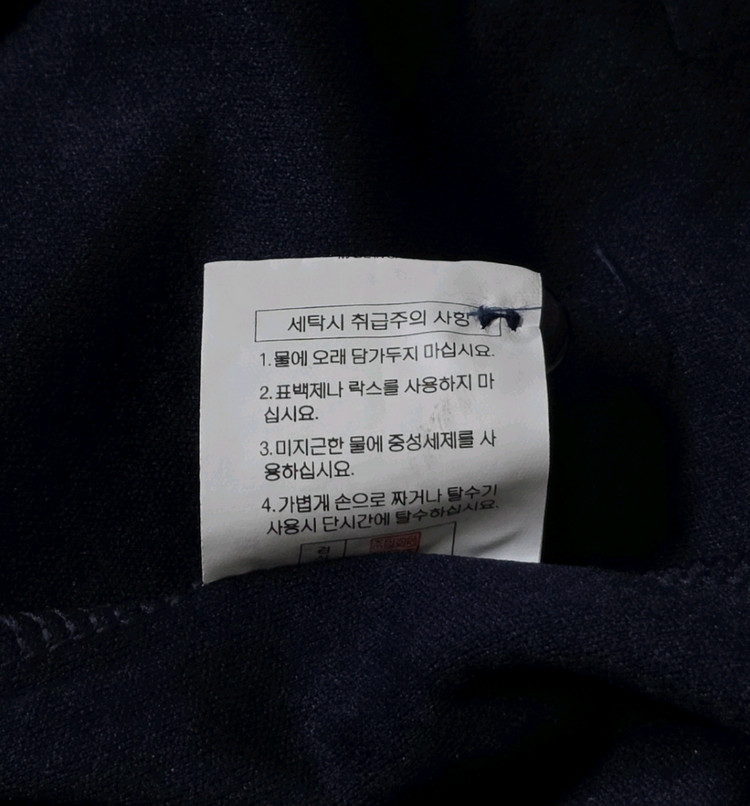 세탁시 취급주의 사항
1.물에 오래 담가두지 마십시요.
2.표백제나 락스를 사용하지 마
십시요.
3.미지근한 물에 중성세제를 사
용하십시요.
4.가볍게 손으로 짜거나 탈수기
사용시 단시간에 탈수하십시요.